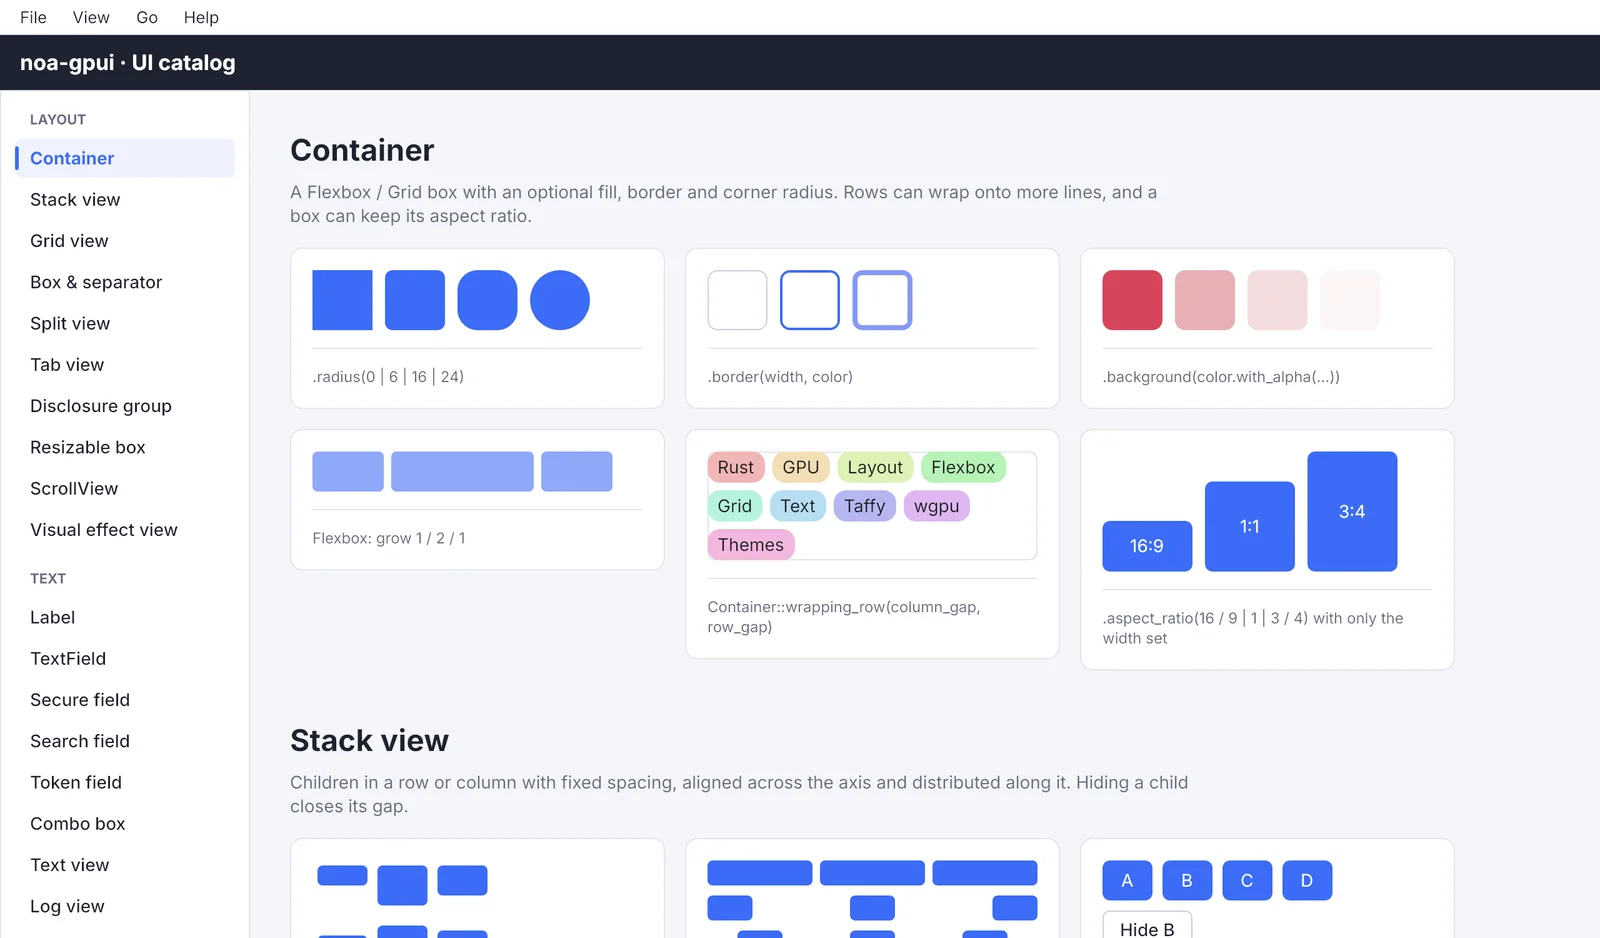 File View Go Help
noa-gpui · UI catalog
LAYOUT
Container
Stack view
Grid view
Box & separator
Split view
Tab view
Disclosure group
Resizable box
ScrollView
Visual effect view
TEXT
Label
TextField
Secure field
Search field
Token field
Combo box
Text view
Log view
Container
A Flexbox / Grid box with an optional fill, border and corner radius. Rows can wrap onto more lines, and a
box can keep its aspect ratio.
.radius(0 | 6 | 16 | 24)
.border(width, color)
.background(color.with_alpha(…))
Flexbox: grow 1 / 2 / 1
Rust GPU Layout Flexbox
Grid Text Taffy wgpu
Themes
Container::wrapping_row(column_gap,
row_gap)
16:9 1:1 3:4
.aspect_ratio(16 / 9 | 1 | 3 / 4) with only the
width set
Stack view
Children in a row or column with fixed spacing, aligned across the axis and distributed along it. Hiding a child
closes its gap.
A B C D
Hide B